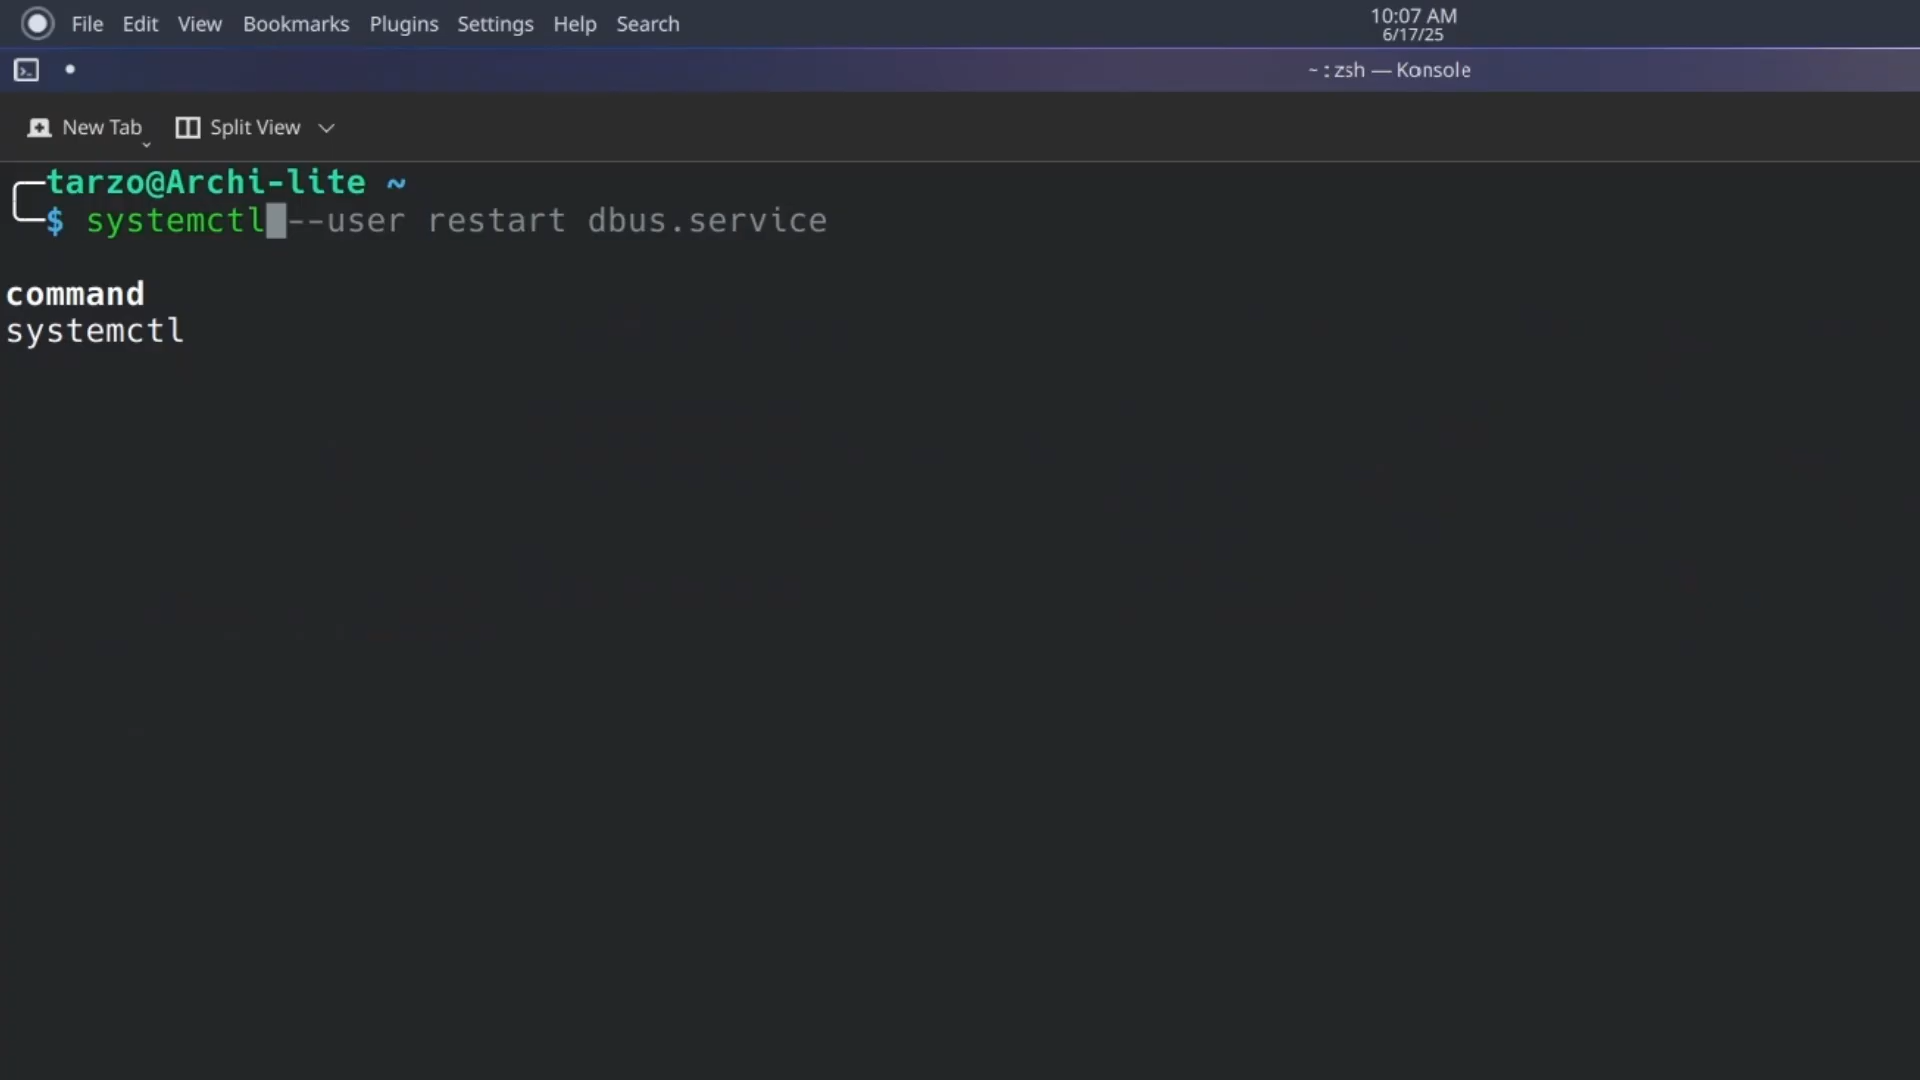 File Edit View Bookmarks Plugins Settings Help Search
10:07 AM
6/17/25
~ : zsh — Konsole
New Tab Split View
tarzo@Archi-lite ~
$ systemctl --user restart dbus.service
command
systemctl